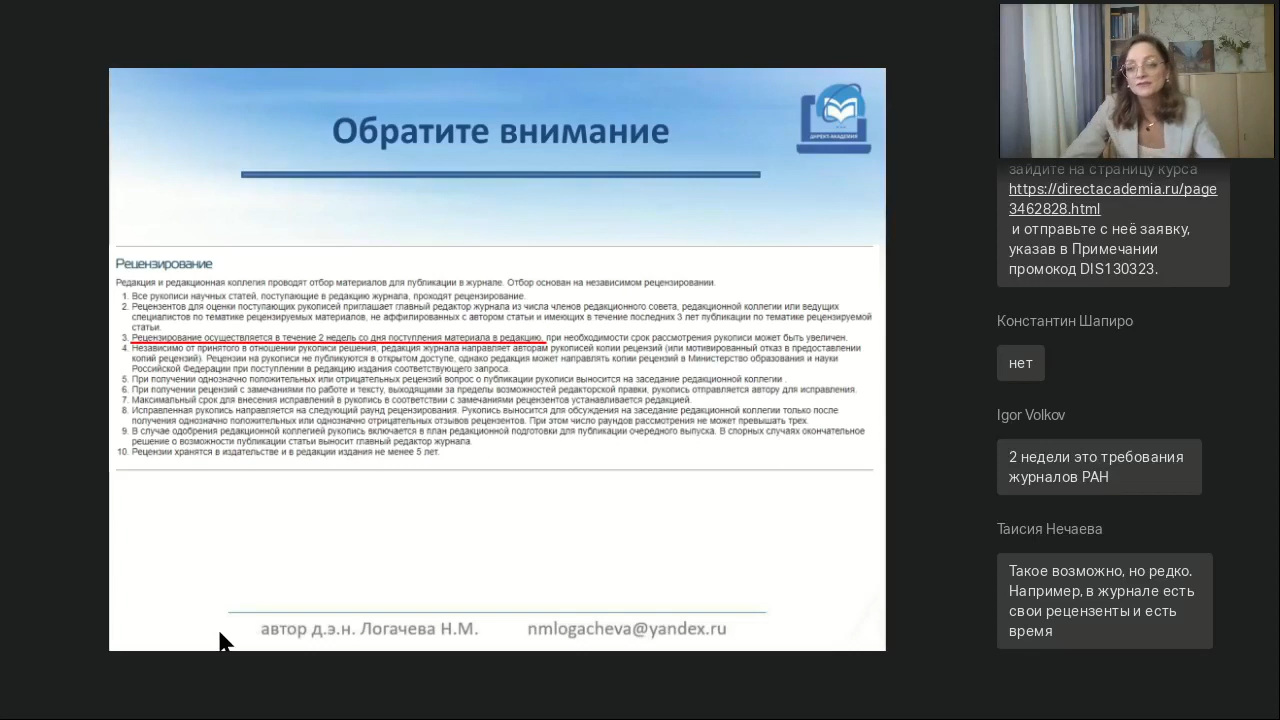 Обратите внимание
ДИРЕКТ-АКАДЕМИЯ
Рецензирование
Редакция и редакционная коллегия проводят отбор материалов для публикации в журнале. Отбор основан на независимом рецензировании.
1. Все рукописи научных статей, поступающие в редакцию журнала, проходят рецензирование.
2. Рецензентов для оценки поступающих рукописей приглашает главный редактор журнала из числа членов редакционного совета, редакционной коллегии или ведущих
специалистов по тематике рецензируемых материалов, не аффилированных с автором статьи и имеющих в течение последних 3 лет публикации по тематике рецензируемой
статьи.
3. Рецензирование осуществляется в течение 2 недель со дня поступления материала в редакцию, при необходимости срок рассмотрения рукописи может быть увеличен.
4. Независимо от принятого в отношении рукописи решения, редакция журнала направляет авторам рукописей копии рецензий (или мотивированный отказ в предоставлении
копий рецензий). Рецензии на рукописи не публикуются в открытом доступе, однако редакция может направлять копии рецензий в Министерство образования и науки
Российской Федерации при поступлении в редакцию издания соответствующего запроса.
5. При получении однозначно положительных или отрицательных рецензий вопрос о публикации рукописи выносится на заседание редакционной коллегии .
6. При получении рецензий с замечаниями по работе и тексту, выходящими за пределы возможностей редакторской правки, рукопись отправляется автору для исправления.
7. Максимальный срок для внесения исправлений в рукопись в соответствии с замечаниями рецензентов устанавливается редакцией.
8. Исправленная рукопись направляется на следующий раунд рецензирования. Рукопись выносится для обсуждения на заседание редакционной коллегии только после
получения однозначно положительных или однозначно отрицательных отзывов рецензентов. При этом число раундов рассмотрения не может превышать трех.
9. В случае одобрения редакционной коллегией рукопись включается в план редакционной подготовки для публикации очередного выпуска. В спорных случаях окончательное
решение о возможности публикации статьи выносит главный редактор журнала.
10. Рецензии хранятся в издательстве и в редакции издания не менее 5 лет.
автор д.э.н. Логачева Н.М. nmlogacheva@yandex.ru
зайдите на страницу курса
https://directacademia.ru/page
3462828.html
и отправьте с неё заявку,
указав в Примечании
промокод DIS130323.
Константин Шапиро
нет
Igor Volkov
2 недели это требования
журналов РАН
Таисия Нечаева
Такое возможно, но редко.
Например, в журнале есть
свои рецензенты и есть
время